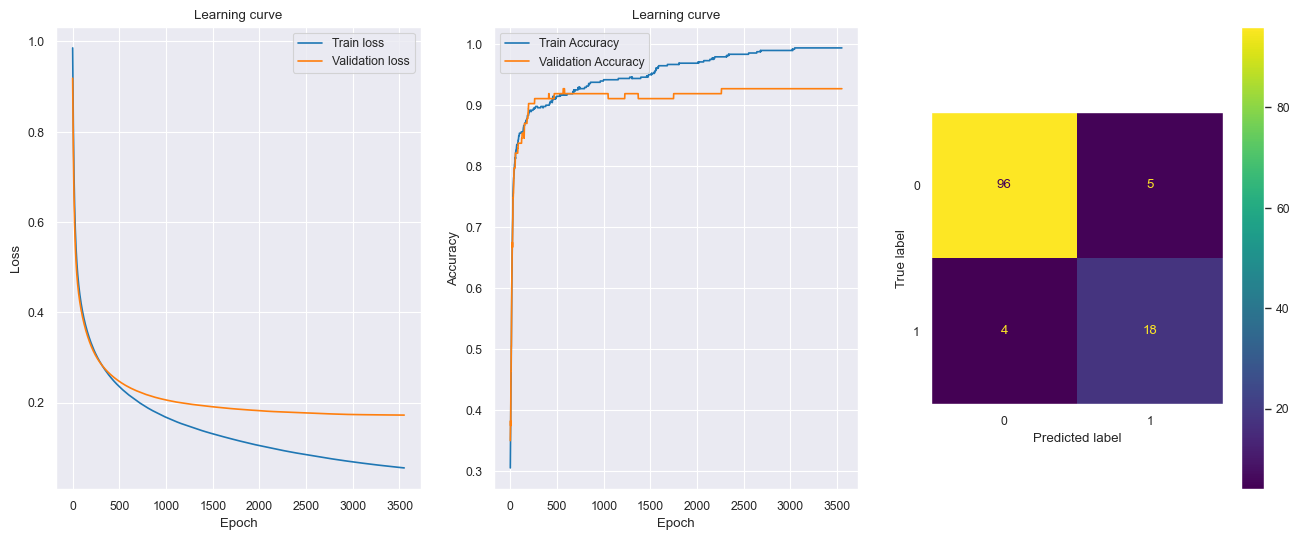 Learning curve
1.0
0.8
0.6
0.4
0.2
Loss
0 500 1000 1500 2000 2500 3000 3500
Epoch
Train loss
Validation loss
Learning curve
1.0
0.9
0.8
0.7
0.6
0.5
0.4
0.3
Accuracy
0 500 1000 1500 2000 2500 3000 3500
Epoch
Train Accuracy
Validation Accuracy
True label
0 96 5
1 4 18
0 1
Predicted label
80
60
40
20